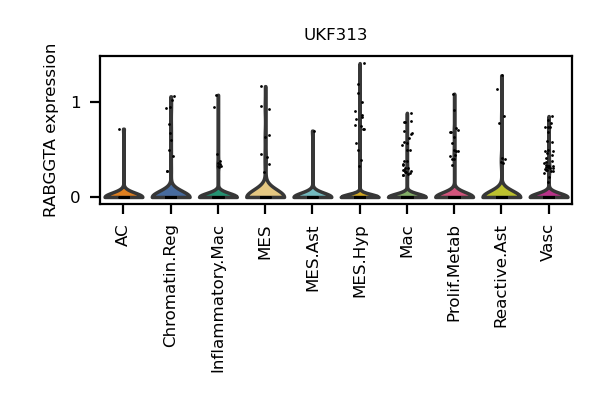 UKF313
RABGGTA expression
1
0
AC
Chromatin.Reg
Inflammatory.Mac
MES
MES.Ast
MES.Hyp
Mac
Prolif.Metab
Reactive.Ast
Vasc